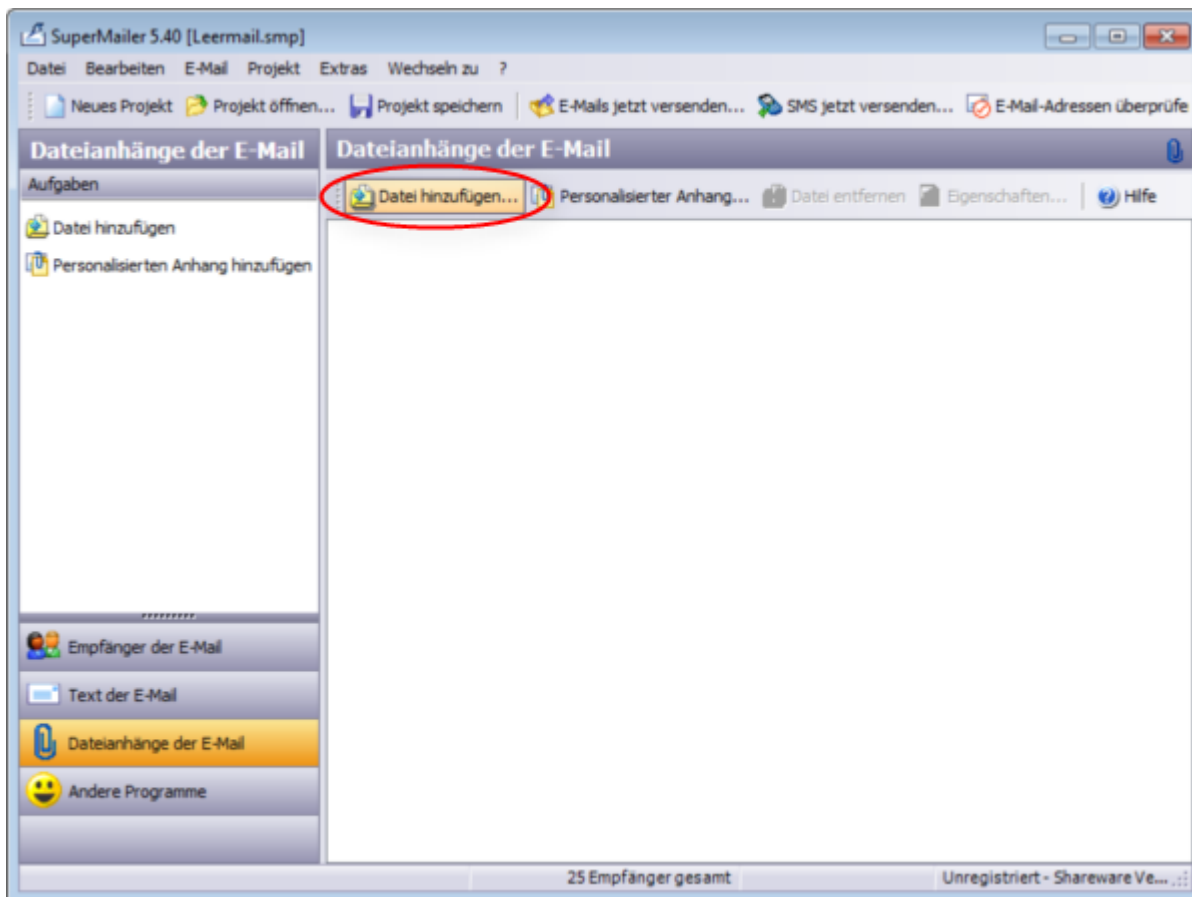 SuperMailer 5.40 [Leermail.smp]
Datei Bearbeiten E-Mail Projekt Extras Wechseln zu ?
Neues Projekt Projekt öffnen... Projekt speichern E-Mails jetzt versenden... SMS jetzt versenden... E-Mail-Adressen überprüfe
Dateianhänge der E-Mail
Aufgaben
Datei hinzufügen
Personalisierten Anhang hinzufügen
Dateianhänge der E-Mail
Datei hinzufügen... Personalisierter Anhang... Datei entfernen Eigenschaften... Hilfe
Empfänger der E-Mail
Text der E-Mail
Dateianhänge der E-Mail
Andere Programme
25 Empfänger gesamt
Unregistriert - Shareware Ve...